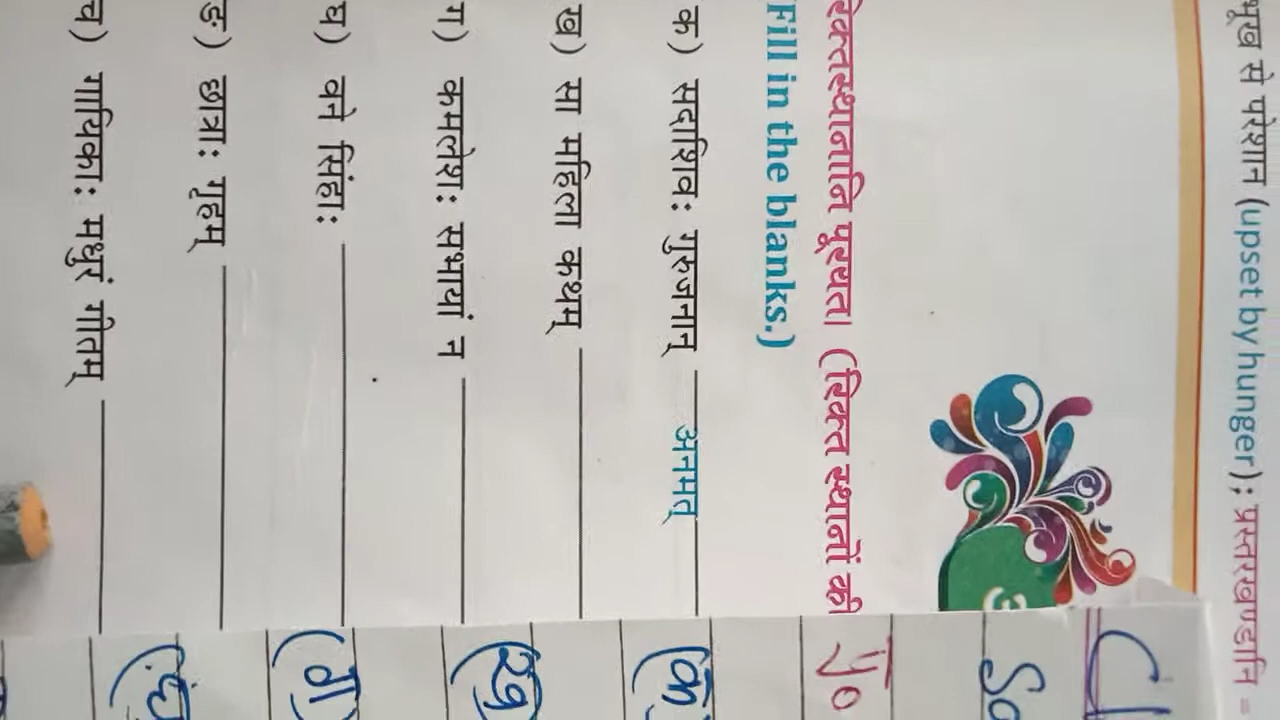 भूख से परेशान (upset by hunger); प्रस्तरखण्डानि =
रिक्तस्थानानि पूरयत। (रिक्त स्थानों की
Fill in the blanks.)
क) सदाशिवः गुरुजनान् अनमत्
ख) सा महिला कथम्
ग) कमलेशः सभायां न
घ) वने सिंहाः
ङ) छात्राः गृहम्
च) गायिकाः मधुरं गीतम्
प्र०
(क)
(ख)
(ग)
(घ)